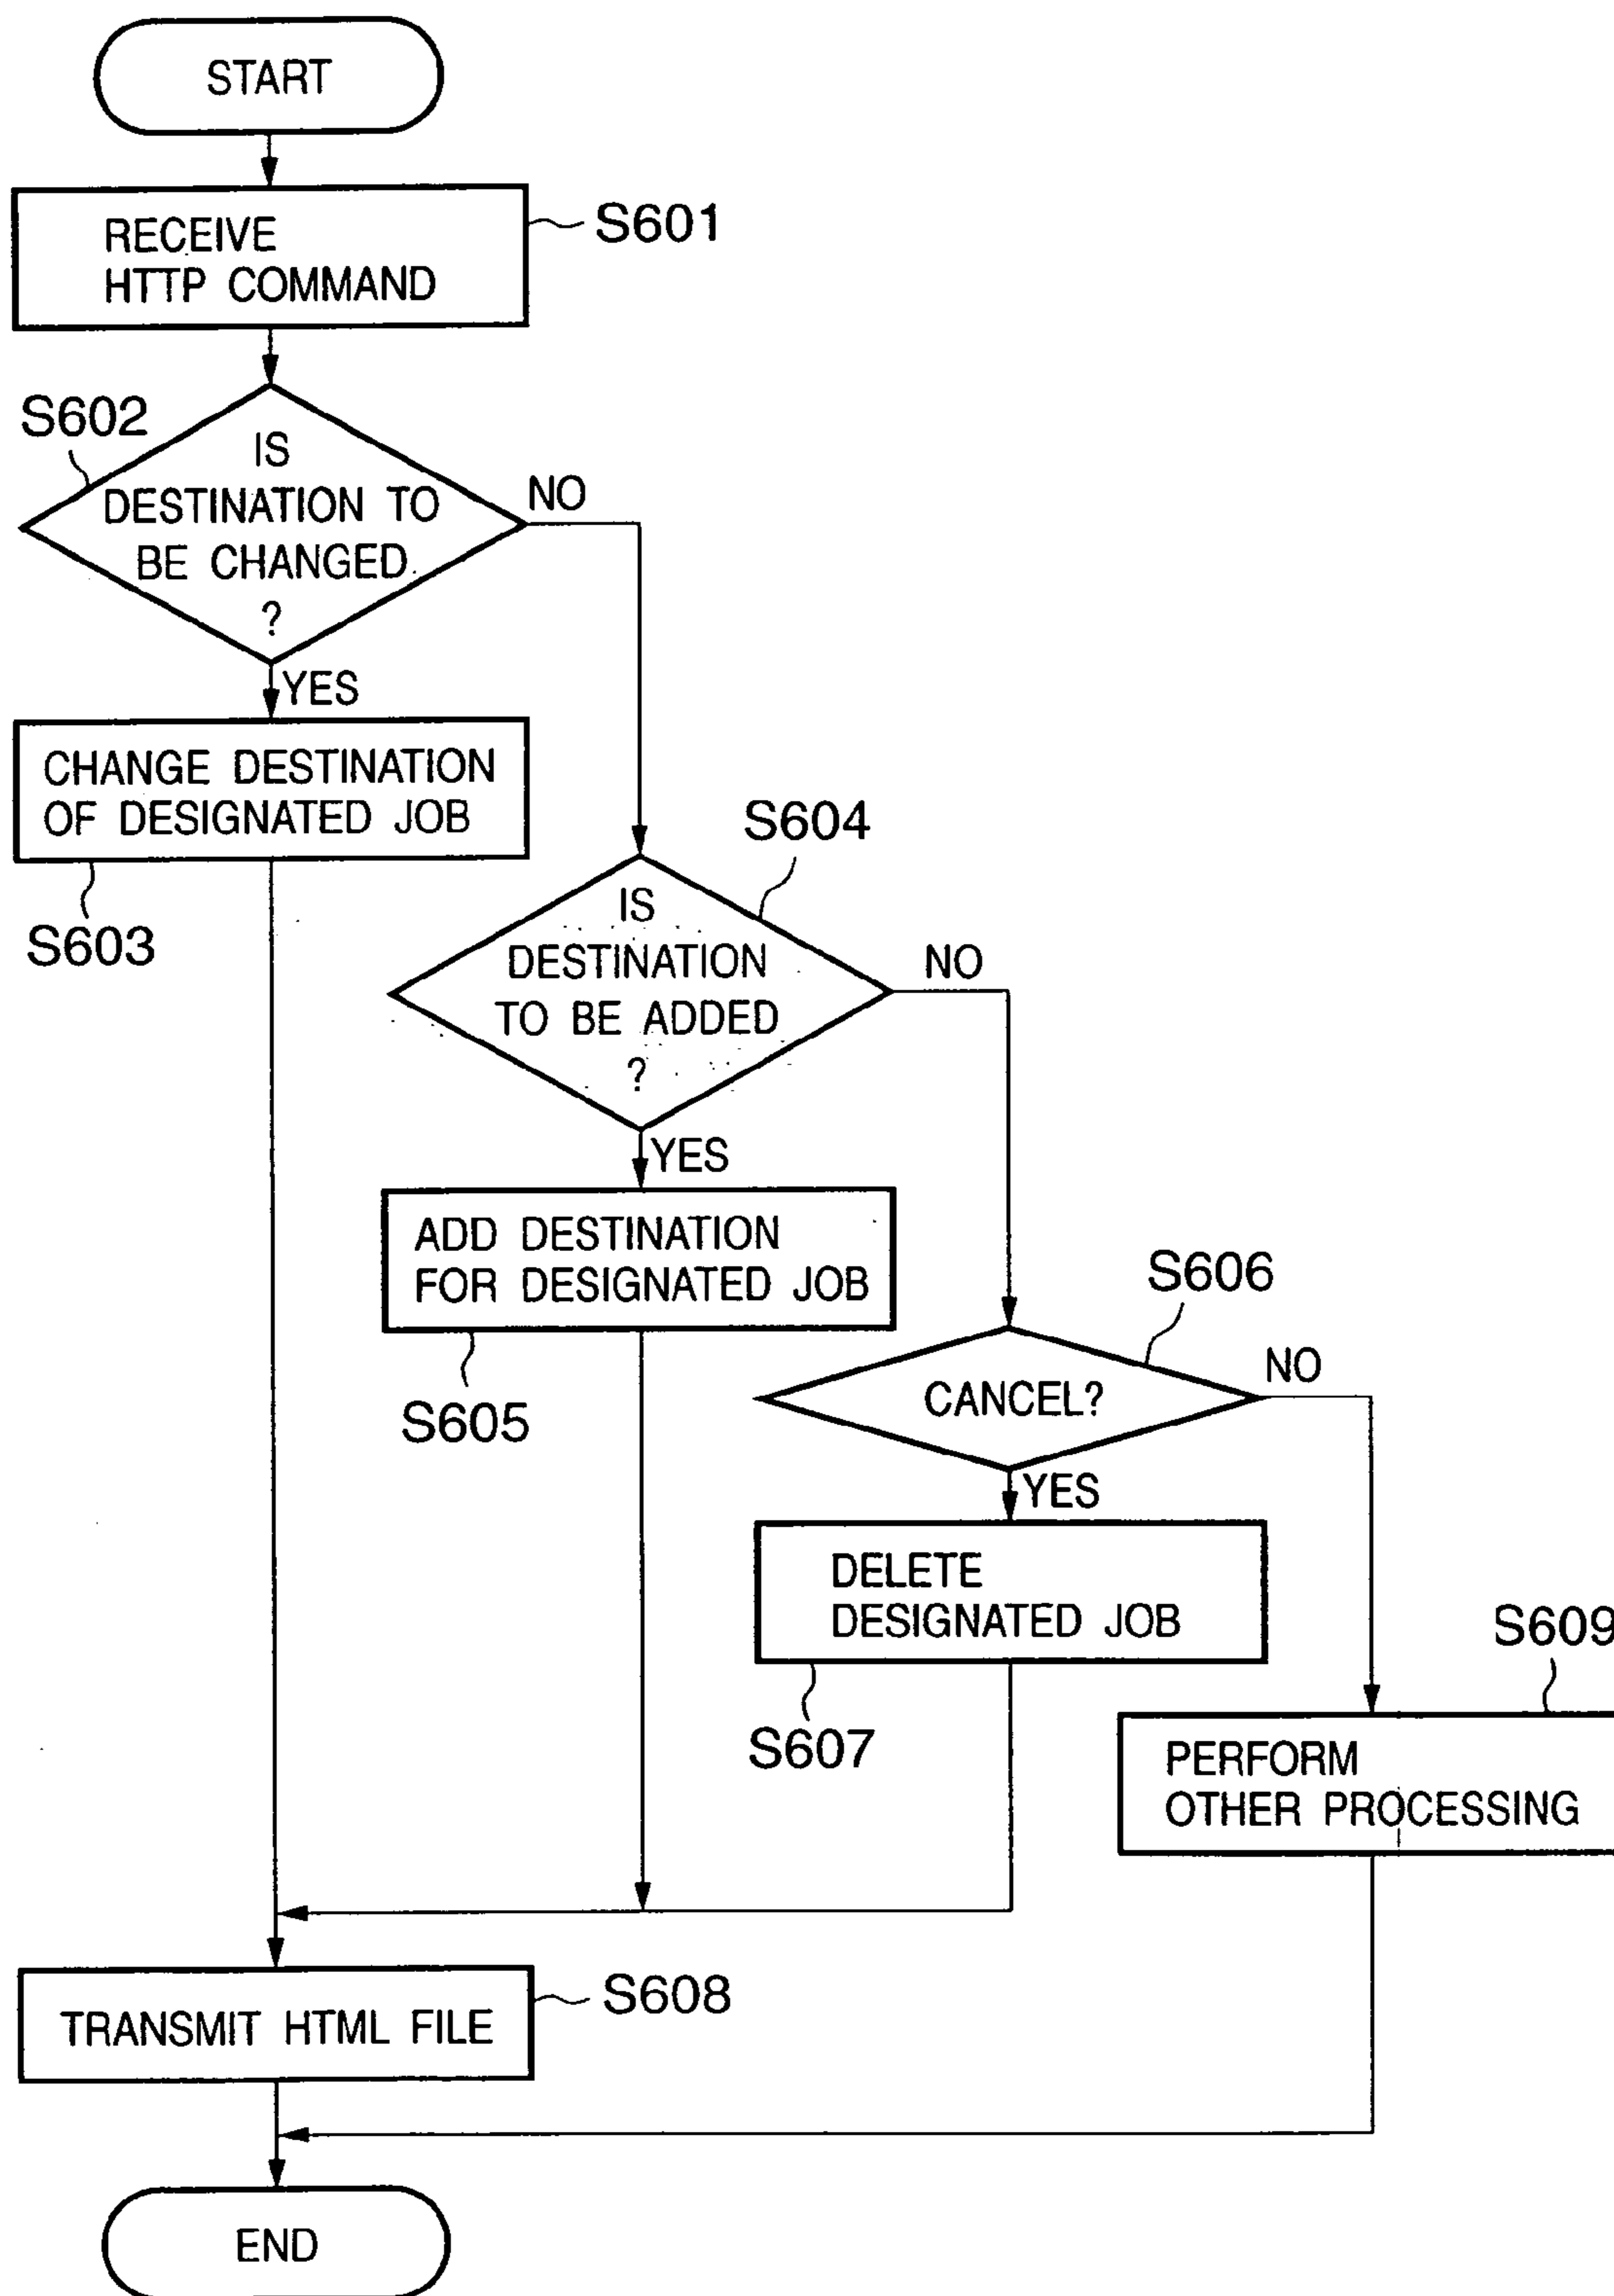 START
RECEIVE
HTTP COMMAND
S601
S602
IS
DESTINATION TO
BE CHANGED
?
NO
YES
CHANGE DESTINATION
OF DESIGNATED JOB
S603
S604
IS
DESTINATION
TO BE ADDED
?
NO
YES
ADD DESTINATION
FOR DESIGNATED JOB
S605
S606
CANCEL?
NO
YES
DELETE
DESIGNATED JOB
S607
S609
PERFORM
OTHER PROCESSING
TRANSMIT HTML FILE
S608
END